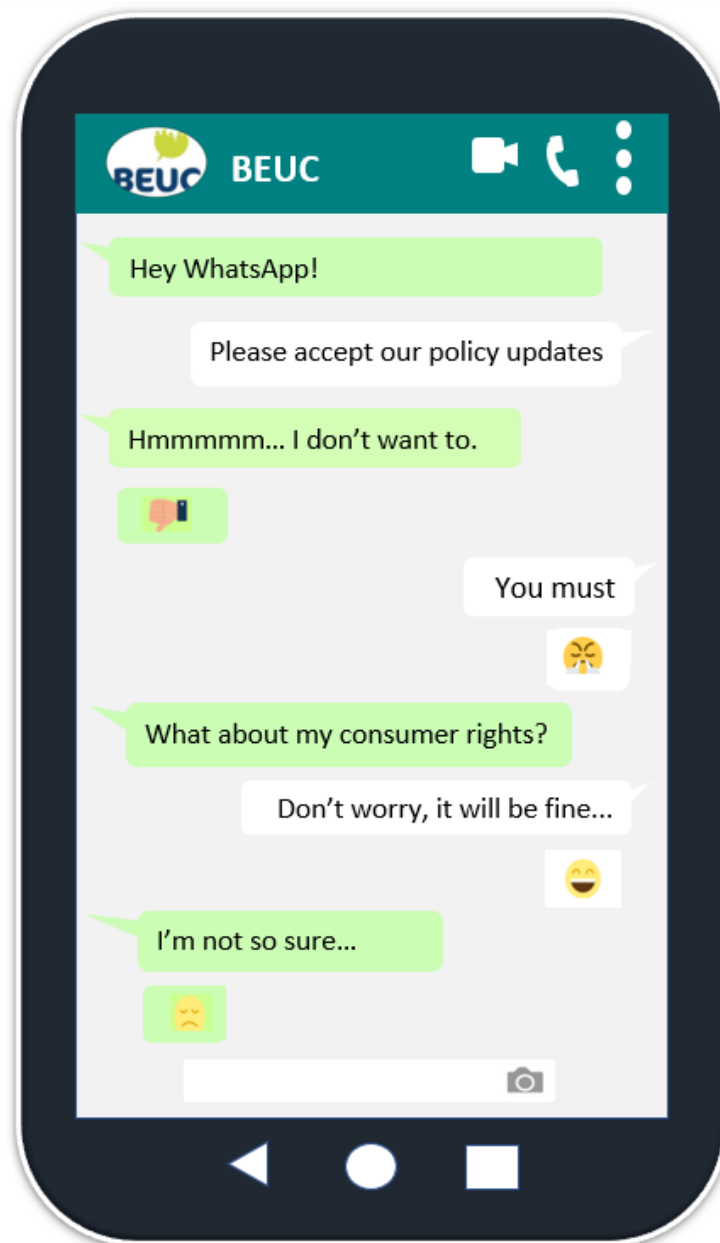 BEUC
BEUC
Hey WhatsApp!
Please accept our policy updates
Hmmmmm... I don't want to.
You must
What about my consumer rights?
Don't worry, it will be fine...
I'm not so sure...